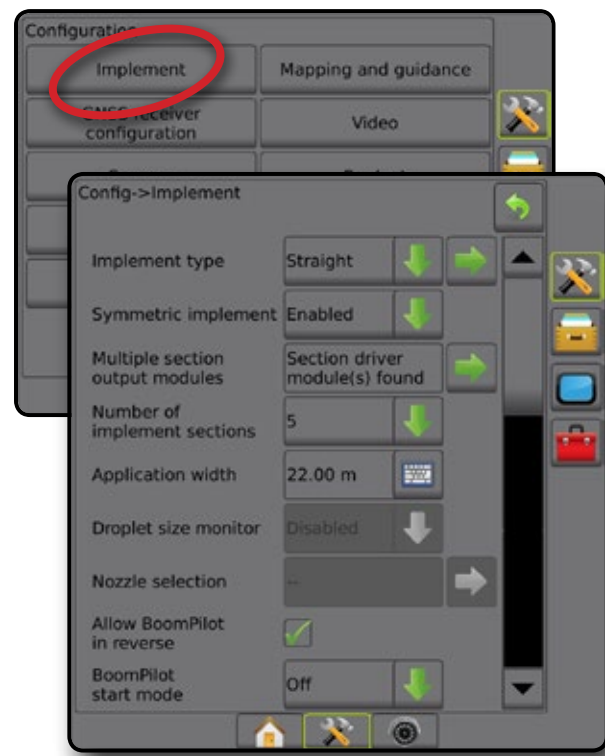 Configuration
Implement
Mapping and guidance
GNSS receiver
configuration
Video
Config->Implement
Implement type
Straight
Symmetric implement
Enabled
Multiple section
output modules
Section driver
module(s) found
Number of
implement sections
5
Application width
22.00 m
Droplet size monitor
Disabled
Nozzle selection
--
Allow BoomPilot
in reverse
BoomPilot
start mode
Off